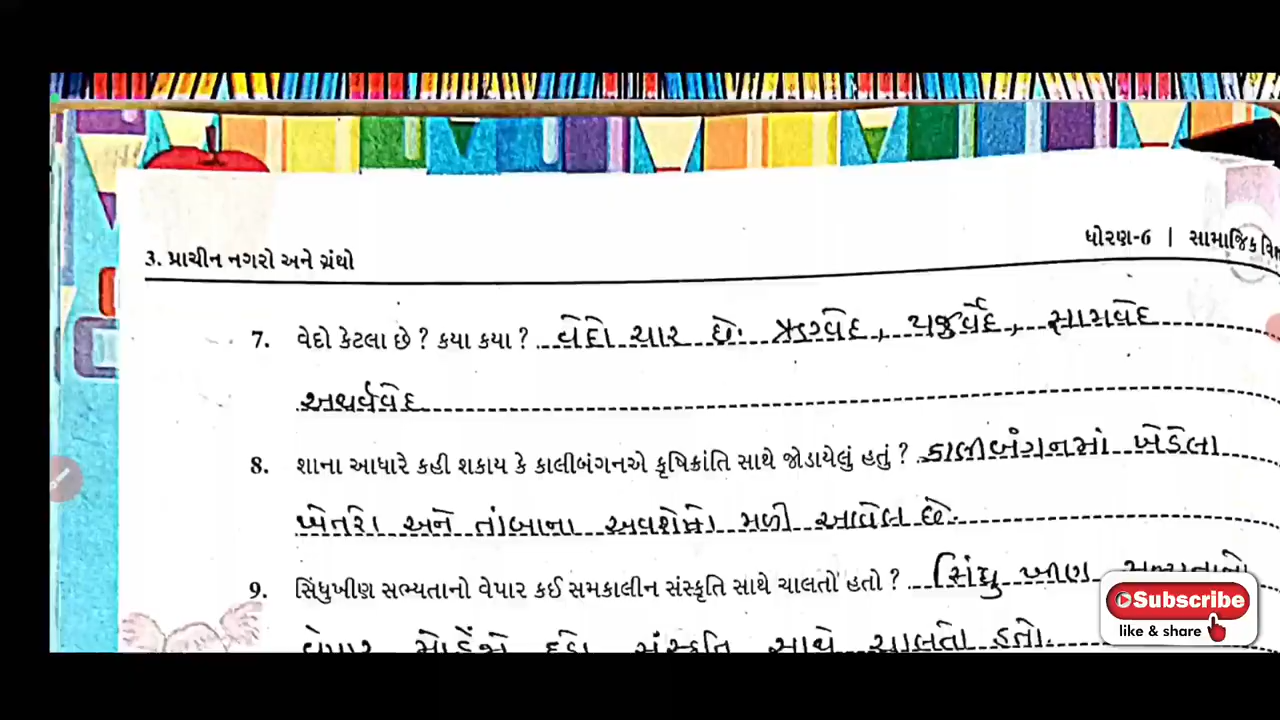 ધોરણ-6 | સામાજિક
૩. પ્રાચીન નગરો અને ગ્રંથો
7. વેદો કેટલા છે ? કયા કયા ? વેદો ચાર છે. ઋગ્વેદ, યજુર્વેદ, સામવેદ
અથર્વવેદ
8. શાના આધારે કહી શકાય કે કાલીબંગનએ કૃષિક્રાંતિ સાથે જોડાયેલું હતું ? કાલીબંગનમાં ખેડેલા
ખેતરો અને તાંબાના અવશેષો મળી આવેલ છે.
9. સિંધુખીણ સભ્યતાનો વેપાર કઈ સમકાલીન સંસ્કૃતિ સાથે ચાલતો હતો ? સિંધુ ખીણ
વેપાર સંસ્કૃતિ સાથે ચાલતો હતો.
Subscribe
like & share